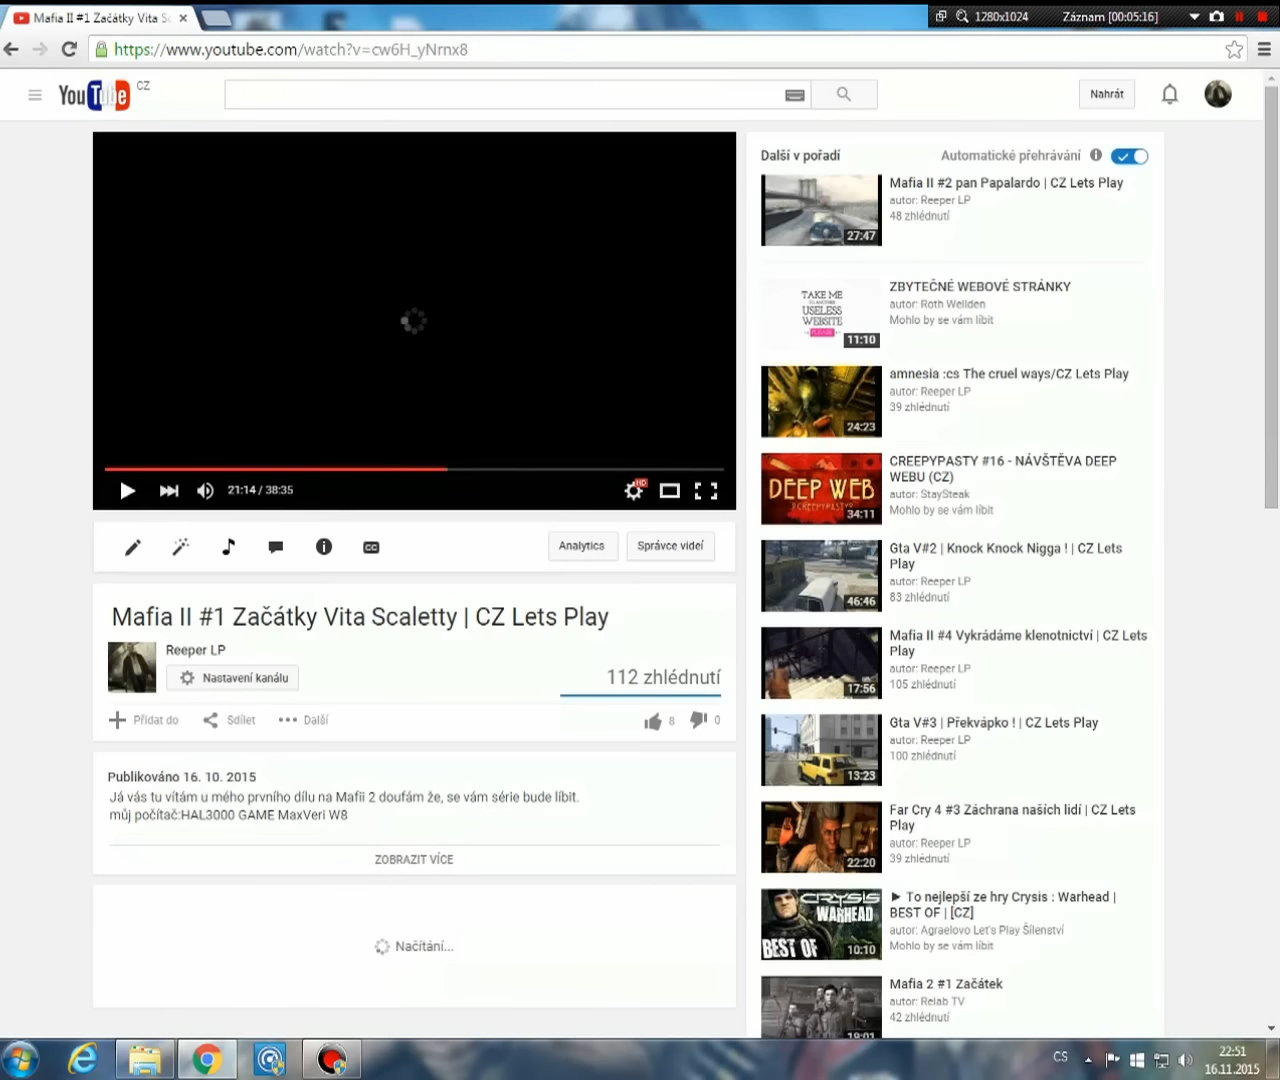 Mafia II #1 Začátky Vita Sc
1280x1024
Záznam [00:05:16]
https://www.youtube.com/watch?v=cw6H_yNrnx8
YouTube CZ
Nahrát
21:14 / 38:35
HD
CC
Analytics
Správce videí
Mafia II #1 Začátky Vita Scaletty | CZ Lets Play
Reeper LP
Nastavení kanálu
112 zhlédnutí
Přidat do
Sdílet
Další
8
0
Publikováno 16. 10. 2015
Já vás tu vítám u mého prvního dílu na Mafii 2 doufám že, se vám série bude líbit.
můj počítač:HAL3000 GAME MaxVeri W8
ZOBRAZIT VÍCE
Načítání...
Další v pořadí
Automatické přehrávání
Mafia II #2 pan Papalardo | CZ Lets Play
autor: Reeper LP
48 zhlédnutí
27:47
ZBYTEČNÉ WEBOVÉ STRÁNKY
autor: Roth Wellden
Mohlo by se vám líbit
TAKE ME
TO ANOTHER
USELESS
WEBSITE
PLEASE
11:10
amnesia :cs The cruel ways/CZ Lets Play
autor: Reeper LP
39 zhlédnutí
24:23
CREEPYPASTY #16 - NÁVŠTĚVA DEEP
WEBU (CZ)
autor: StaySteak
Mohlo by se vám líbit
DEEP WEB
34:11
Gta V#2 | Knock Knock Nigga ! | CZ Lets
Play
autor: Reeper LP
83 zhlédnutí
46:46
Mafia II #4 Vykrádáme klenotnictví | CZ Lets
Play
autor: Reeper LP
105 zhlédnutí
17:56
Gta V#3 | Překvápko ! | CZ Lets Play
autor: Reeper LP
100 zhlédnutí
13:23
Far Cry 4 #3 Záchrana naších lidí | CZ Lets
Play
autor: Reeper LP
39 zhlédnutí
22:20
► To nejlepší ze hry Crysis : Warhead |
BEST OF | [CZ]
autor: Agraelovo Let's Play Šílenství
Mohlo by se vám líbit
CRYSIS
WARHEAD
BEST OF
10:10
Mafia 2 #1 Začátek
autor: Relab TV
42 zhlédnutí
19:01
CS
22:51
16.11.2015